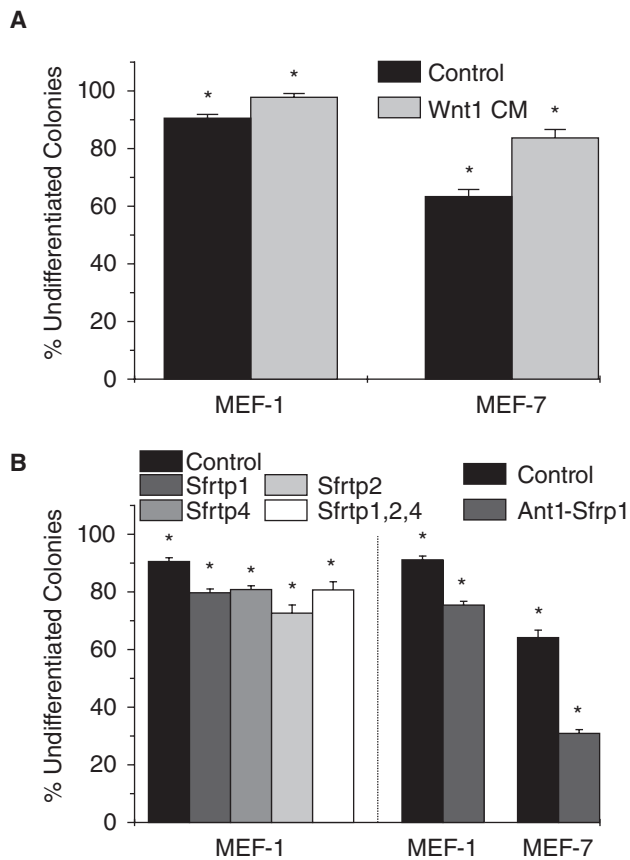 A
% Undifferentiated Colonies
100
80
60
40
20
0
* * * *
Control
Wnt1 CM
MEF-1 MEF-7
B
% Undifferentiated Colonies
100
80
60
40
20
0
Control
Sfrtp1 Sfrtp2
Sfrtp4 Sfrtp1,2,4
Control
Ant1-Sfrp1
* * * * * * * * *
MEF-1 MEF-1 MEF-7